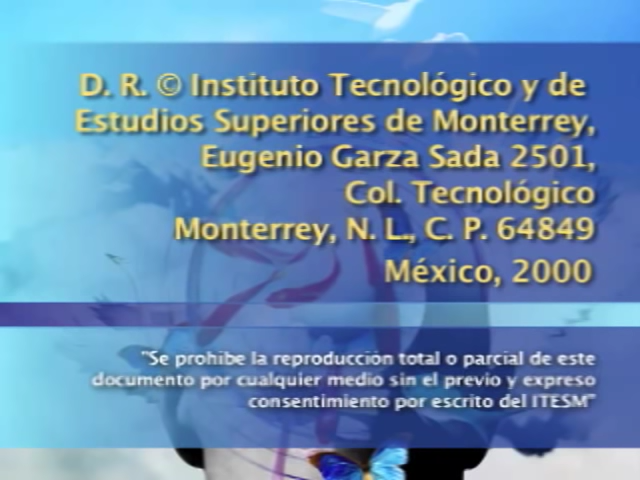 D. R. © Instituto Tecnológico y de
Estudios Superiores de Monterrey,
Eugenio Garza Sada 2501,
Col. Tecnológico
Monterrey, N. L., C. P. 64849
México, 2000
"Se prohibe la reproducción total o parcial de este
documento por cualquier medio sin el previo y expreso
consentimiento por escrito del ITESM"